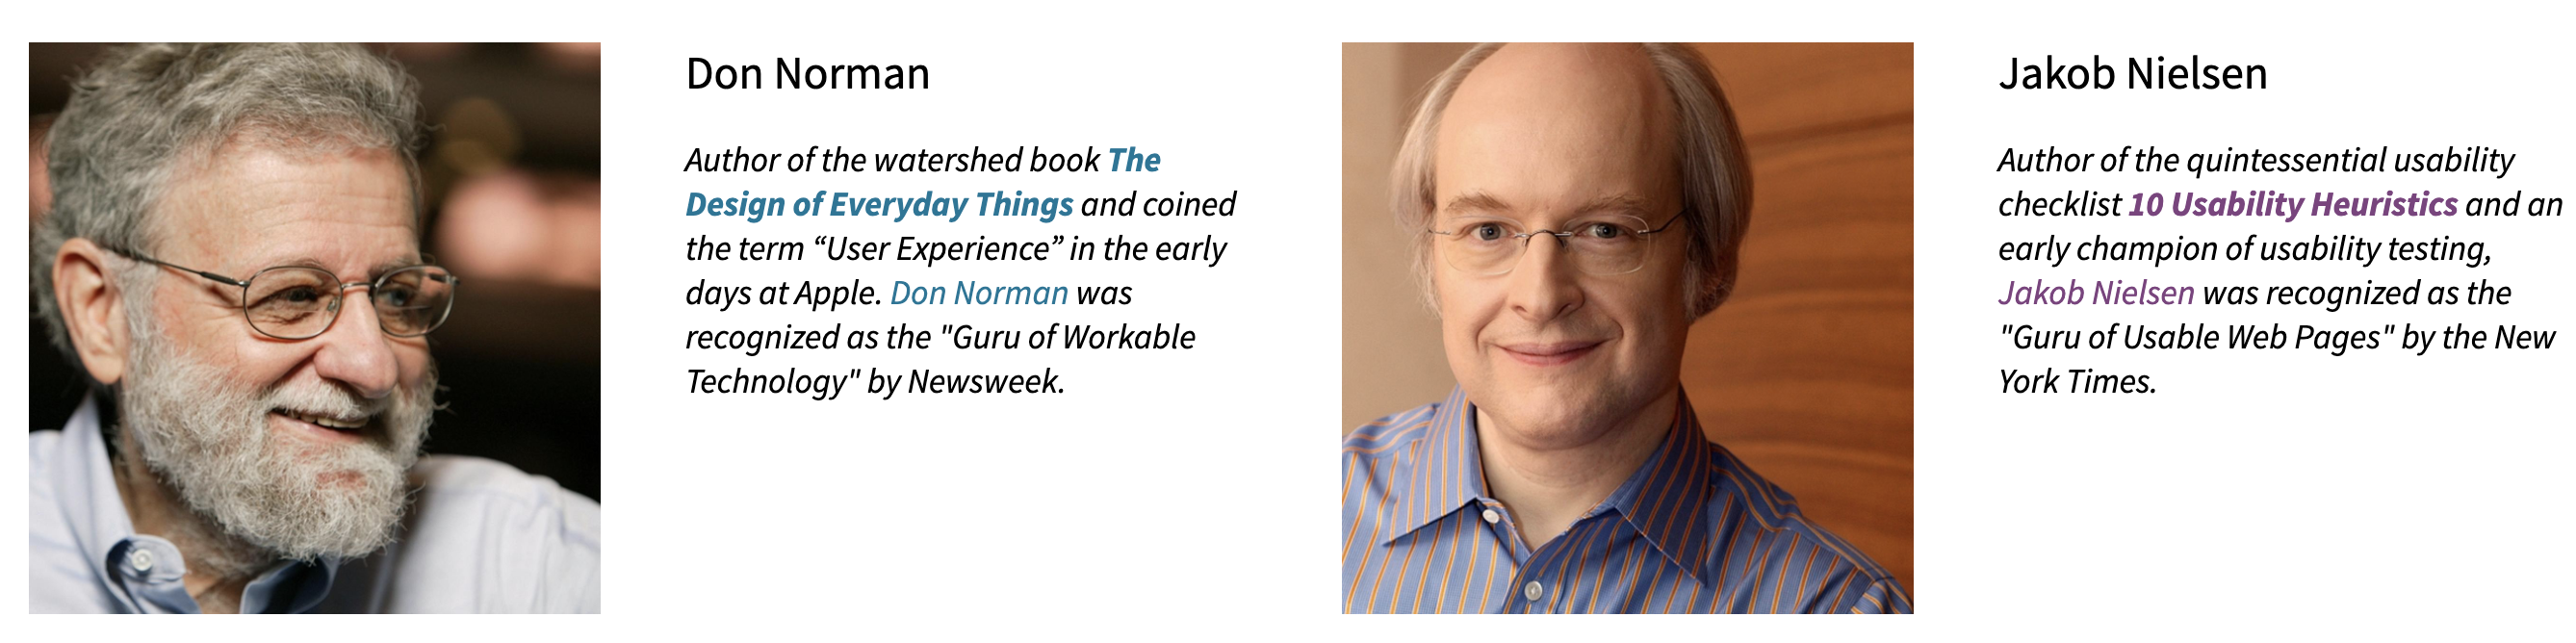 Don Norman
Author of the watershed book The
Design of Everyday Things and coined
the term “User Experience” in the early
days at Apple. Don Norman was
recognized as the "Guru of Workable
Technology" by Newsweek.
Jakob Nielsen
Author of the quintessential usability
checklist 10 Usability Heuristics and an
early champion of usability testing,
Jakob Nielsen was recognized as the
"Guru of Usable Web Pages" by the New
York Times.